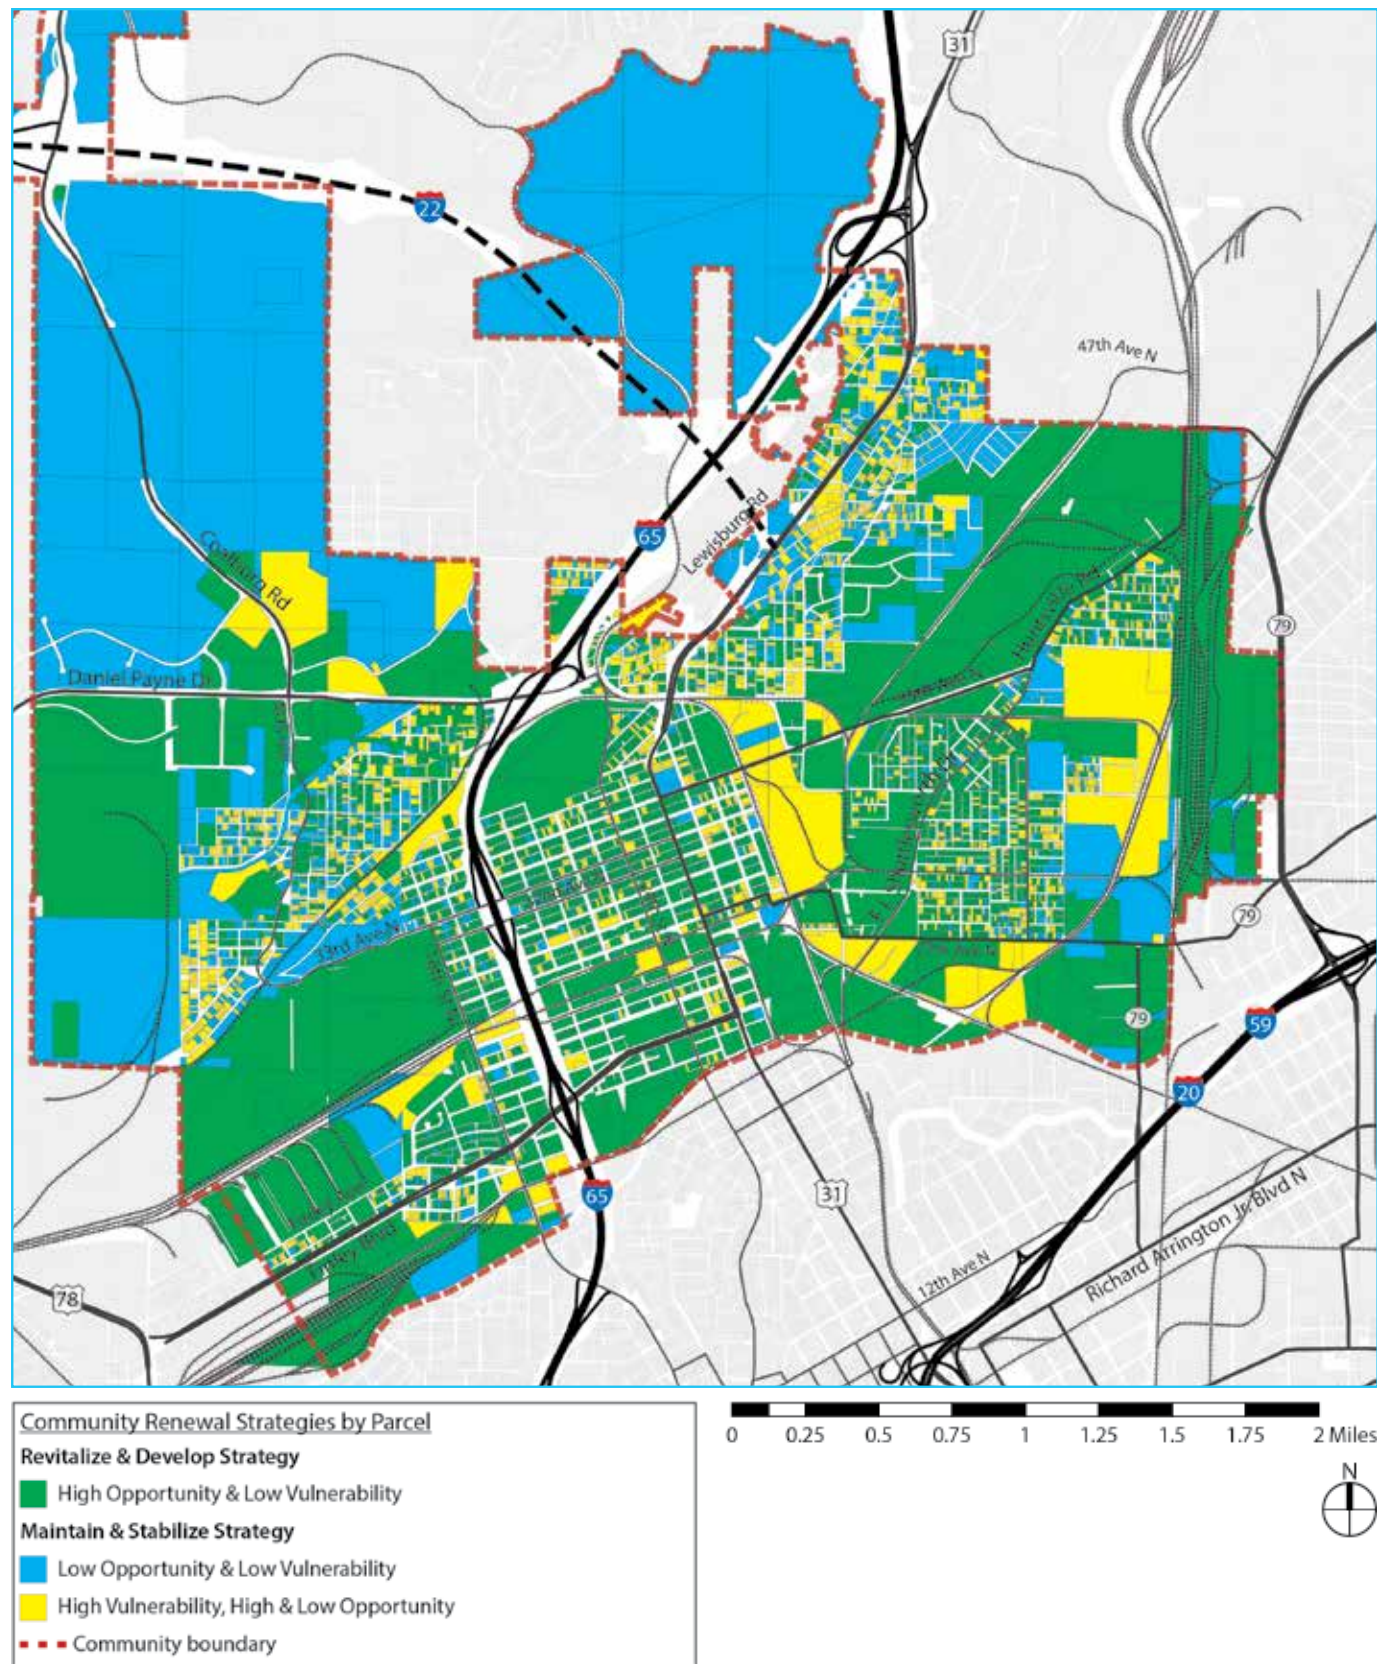 31
22
47th Ave N
65
Lewisburg Rd
Coalburg Rd
79
Daniel Payne Dr
33rd Ave N
79
79
59
20
65
31
Finley Blvd
12th Ave N
Richard Arrington Jr. Blvd N
78
Community Renewal Strategies by Parcel
Revitalize & Develop Strategy
High Opportunity & Low Vulnerability
Maintain & Stabilize Strategy
Low Opportunity & Low Vulnerability
High Vulnerability, High & Low Opportunity
Community boundary
0 0.25 0.5 0.75 1 1.25 1.5 1.75 2 Miles
N